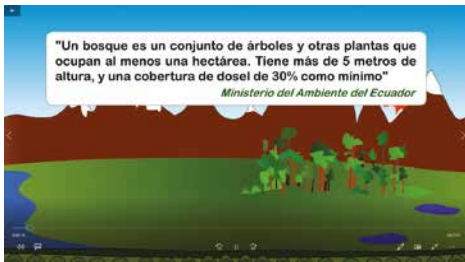 "Un bosque es un conjunto de árboles y otras plantas que
ocupan al menos una hectárea. Tiene más de 5 metros de
altura, y una cobertura de dosel de 30% como mínimo"
Ministerio del Ambiente del Ecuador